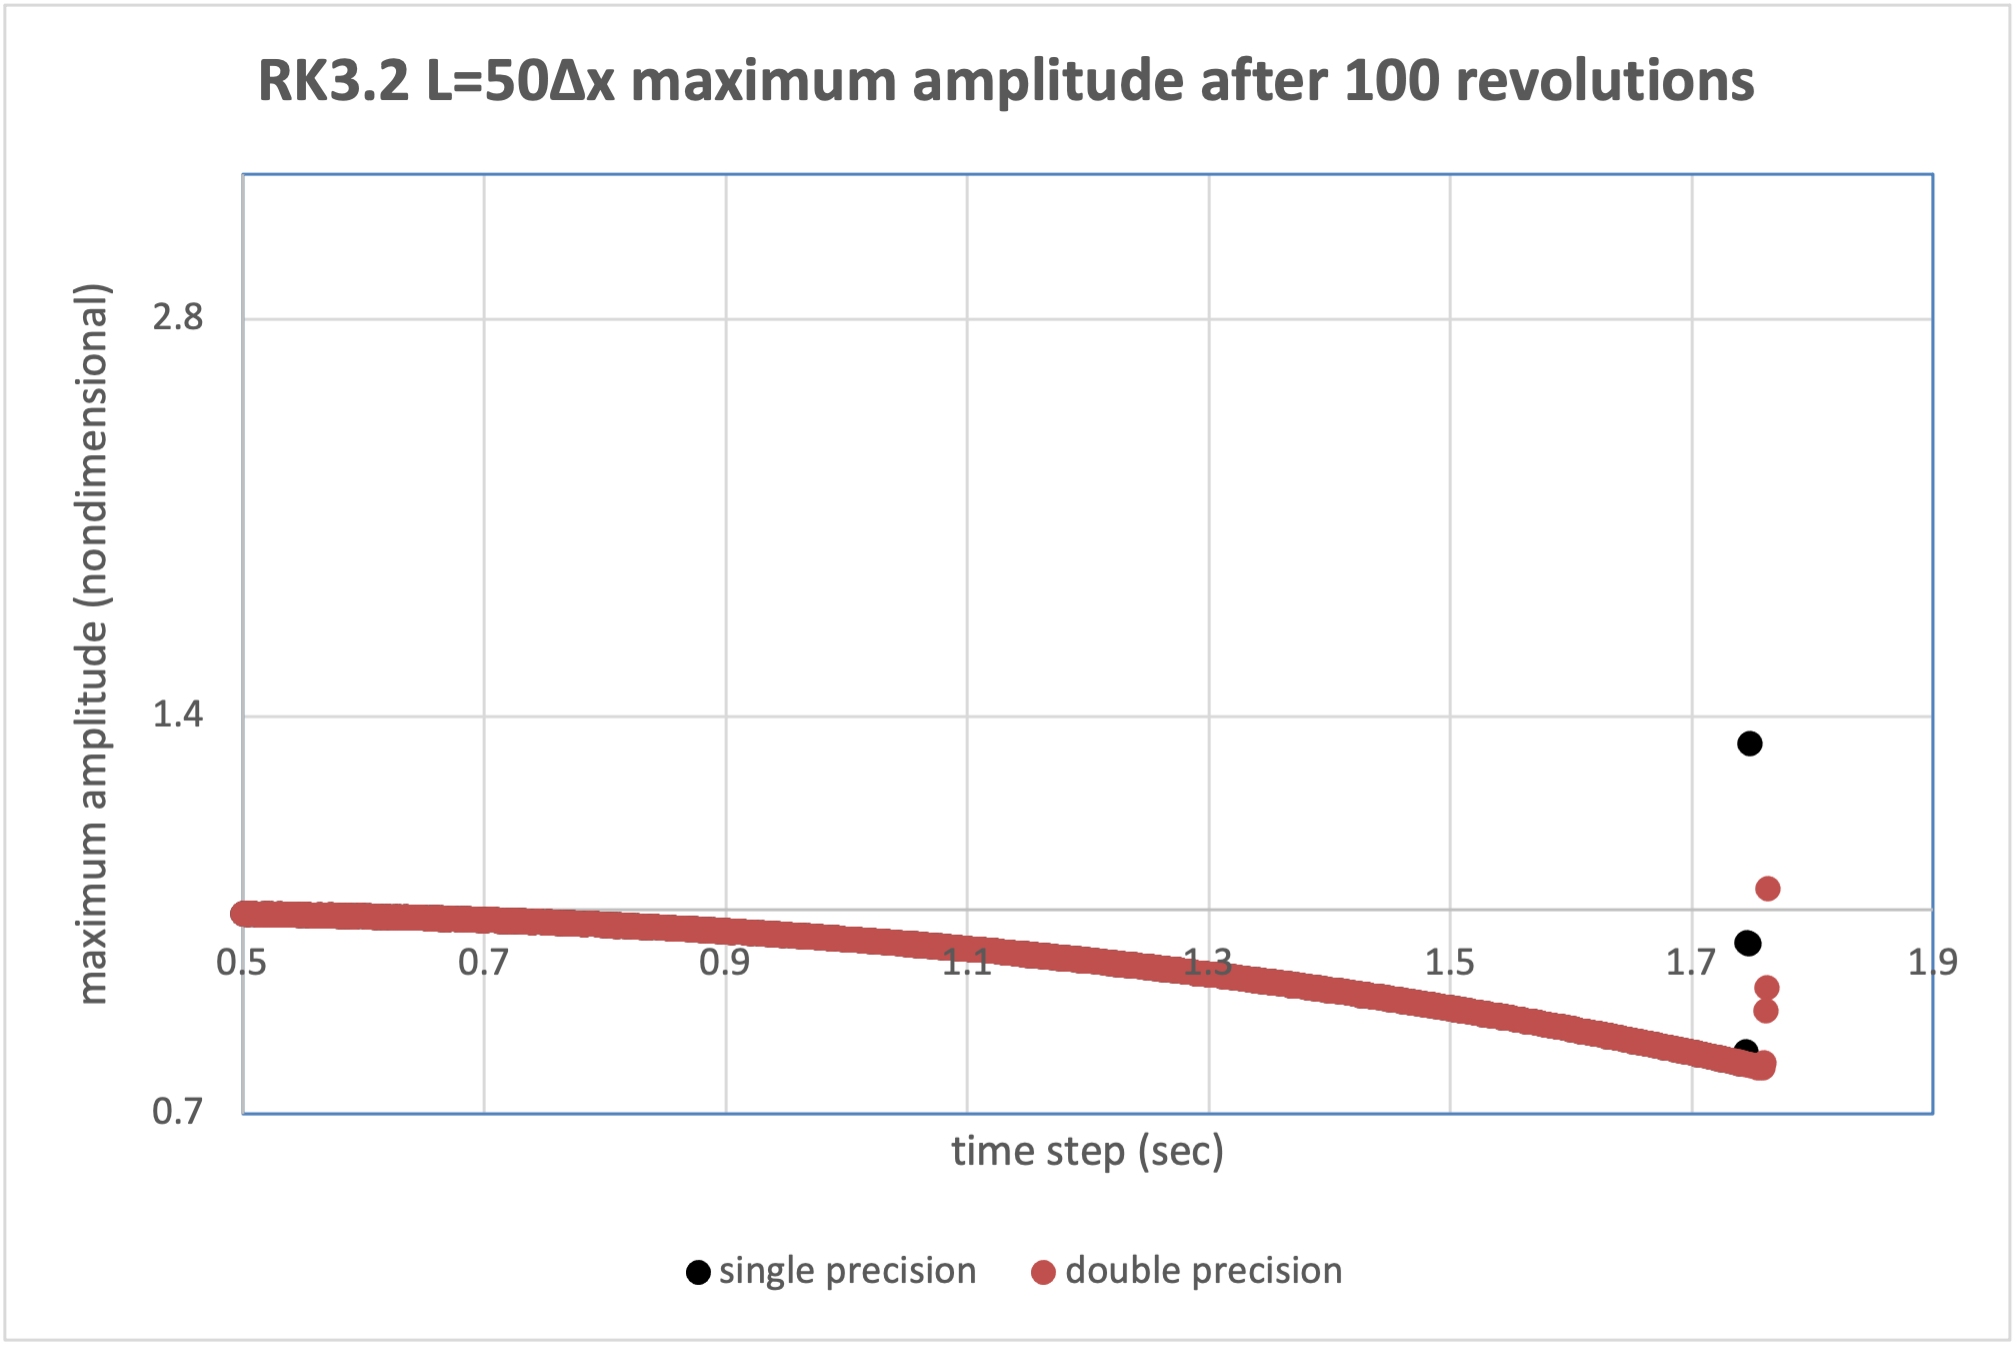 RK3.2 L=50Δx maximum amplitude after 100 revolutions
maximum amplitude (nondimensional)
2.8
1.4
0.5 0.7 0.9 1.1 1.3 1.5 1.7 1.9
0.7
time step (sec)
single precision double precision